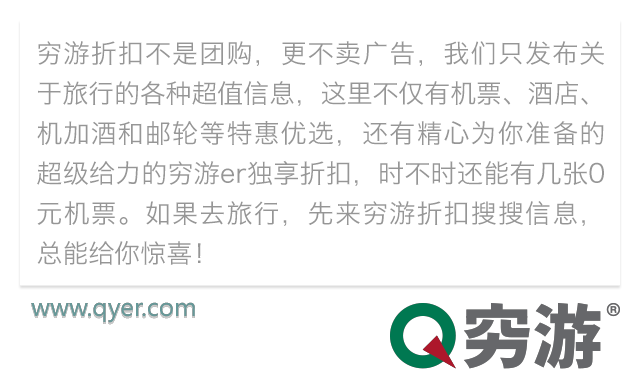 穷游折扣不是团购，更不卖广告，我们只发布关
于旅行的各种超值信息，这里不仅有机票、酒店、
机加酒和邮轮等特惠优选，还有精心为你准备的
超级给力的穷游er独享折扣，时不时还能有几张0
元机票。如果去旅行，先来穷游折扣搜搜信息，
总能给你惊喜！
www.qyer.com
穷游®